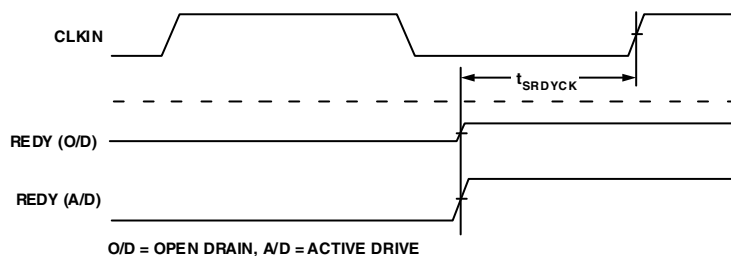 CLKIN
tSRDYCK
REDY (O/D)
REDY (A/D)
O/D = OPEN DRAIN, A/D = ACTIVE DRIVE